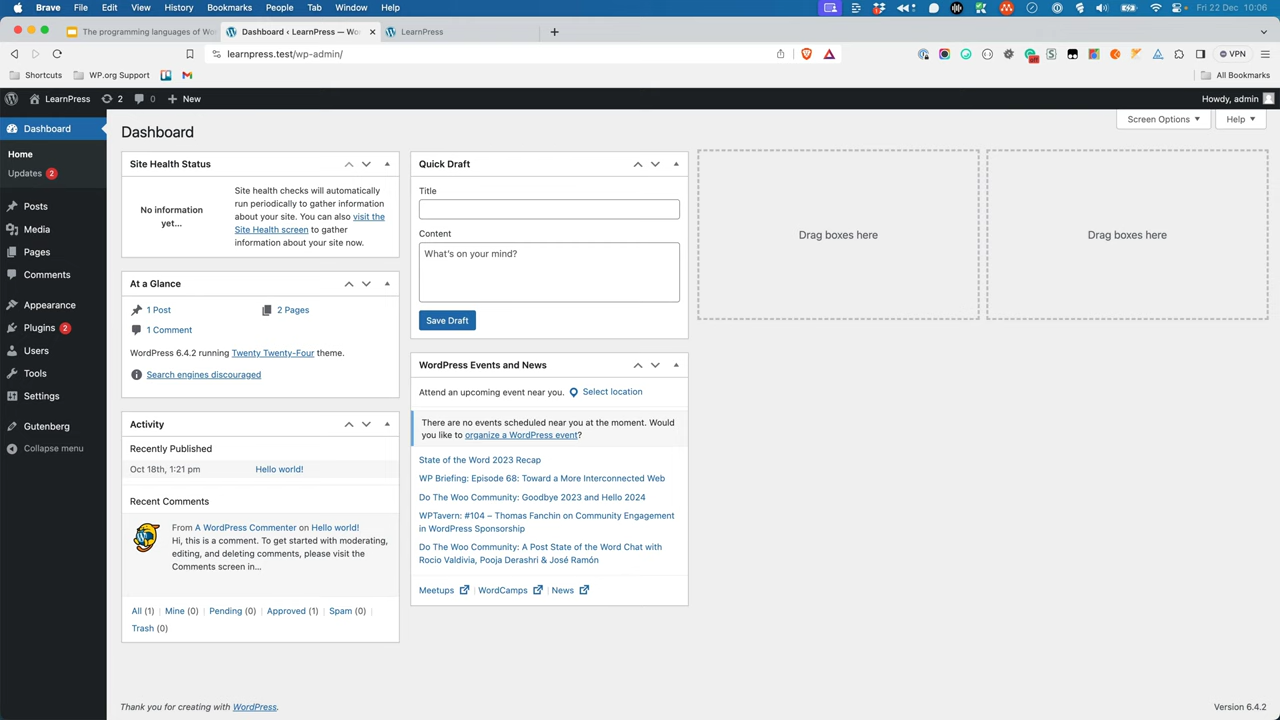 Brave File Edit View History Bookmarks People Tab Window Help Fri 22 Dec 10:06
The programming languages of Wo
Dashboard ‹ LearnPress — Wor
LearnPress
learnpress.test/wp-admin/
VPN
Shortcuts
WP.org Support
All Bookmarks
LearnPress
2
0
New
Howdy, admin
Dashboard
Home
Updates 2
Posts
Media
Pages
Comments
Appearance
Plugins 2
Users
Tools
Settings
Gutenberg
Collapse menu
Dashboard
Screen Options
Help
Site Health Status
No information
yet...
Site health checks will automatically
run periodically to gather information
about your site. You can also visit the
Site Health screen to gather
information about your site now.
At a Glance
1 Post
2 Pages
1 Comment
WordPress 6.4.2 running Twenty Twenty-Four theme.
Search engines discouraged
Activity
Recently Published
Oct 18th, 1:21 pm
Hello world!
Recent Comments
From A WordPress Commenter on Hello world!
Hi, this is a comment. To get started with moderating,
editing, and deleting comments, please visit the
Comments screen in...
All (1) | Mine (0) | Pending (0) | Approved (1) | Spam (0) |
Trash (0)
Quick Draft
Title
Content
What's on your mind?
Save Draft
WordPress Events and News
Attend an upcoming event near you.
Select location
There are no events scheduled near you at the moment. Would
you like to organize a WordPress event?
State of the Word 2023 Recap
WP Briefing: Episode 68: Toward a More Interconnected Web
Do The Woo Community: Goodbye 2023 and Hello 2024
WPTavern: #104 – Thomas Fanchin on Community Engagement
in WordPress Sponsorship
Do The Woo Community: A Post State of the Word Chat with
Rocio Valdivia, Pooja Derashri & José Ramón
Meetups | WordCamps | News
Drag boxes here
Drag boxes here
Thank you for creating with WordPress.
Version 6.4.2